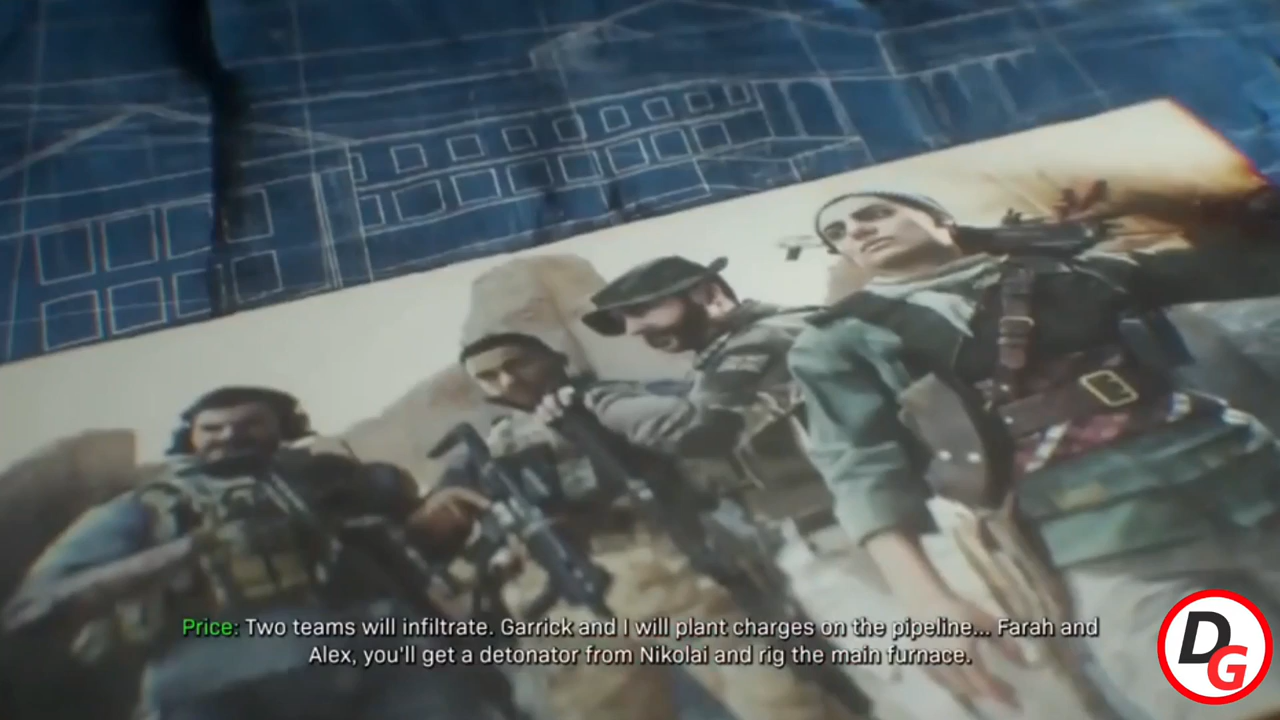 Price: Two teams will infiltrate. Garrick and I will plant charges on the pipeline... Farah and
Alex, you'll get a detonator from Nikolai and rig the main furnace.
DG